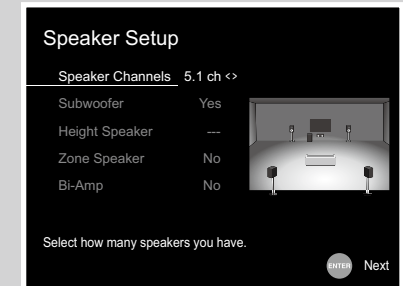 Speaker Setup
Speaker Channels 5.1 ch <>
Subwoofer Yes
Height Speaker ---
Zone Speaker No
Bi-Amp No
Select how many speakers you have.
ENTER Next